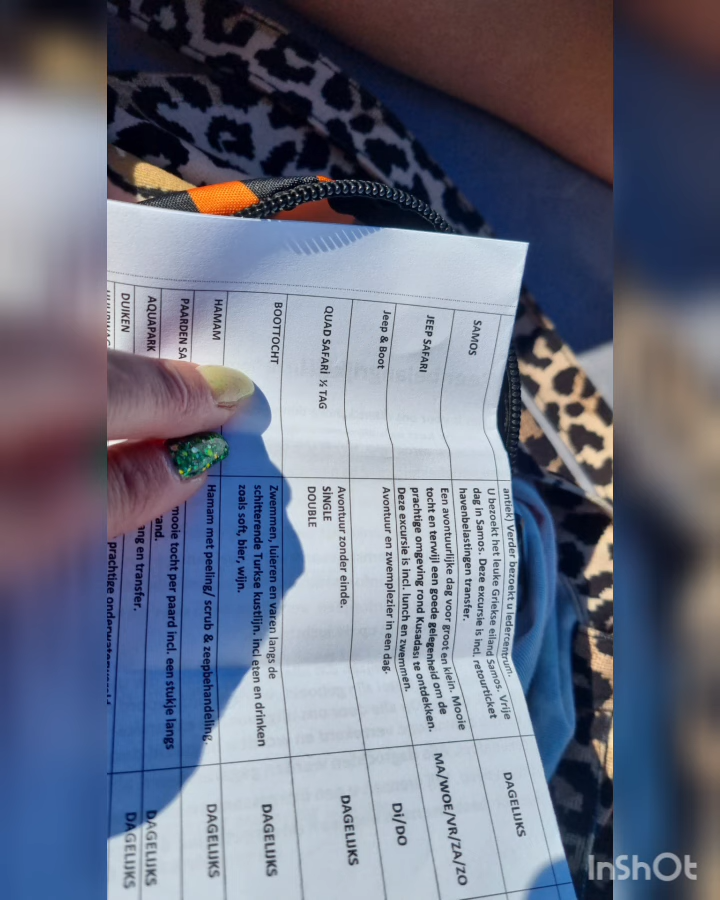 antiek) Verder bezoekt u ledercentrum.
SAMOS
U bezoekt het leuke Griekse eiland Samos. Vrije
dag in Samos. Deze excursie is incl. retourticket
havenbelastingen transfer.
DAGELIJKS
JEEP SAFARI
Een avontuurlijke dag voor groot en klein. Mooie
tocht en terwijl een goede gelegenheid om de
prachtige omgeving rond Kusadası te ontdekken.
Deze excursie is incl. lunch en zwemmen.
MA/WOE/VR/ZA/ZO
Jeep & Boot
Avontuur en zwemplezier in een dag.
Di/DO
QUAD SAFARİ ½ TAG
Avontuur zonder einde.
SİNGLE
DOUBLE
DAGELIJKS
BOOTTOCHT
Zwemmen, luieren en varen langs de
schitterende Turkse kustlijn. Incl eten en drinken
zoals soft, bier, wijn.
DAGELIJKS
HAMAM
Hamam met peeling/ scrub & zeepbehandeling.
DAGELIJKS
PAARDEN SA
mooie tocht per paard incl. een stukje langs
and.
AQUAPARK
ng en transfer.
DAGELIJKS
DUIKEN
prachtige
DAGELIJKS
InShOt